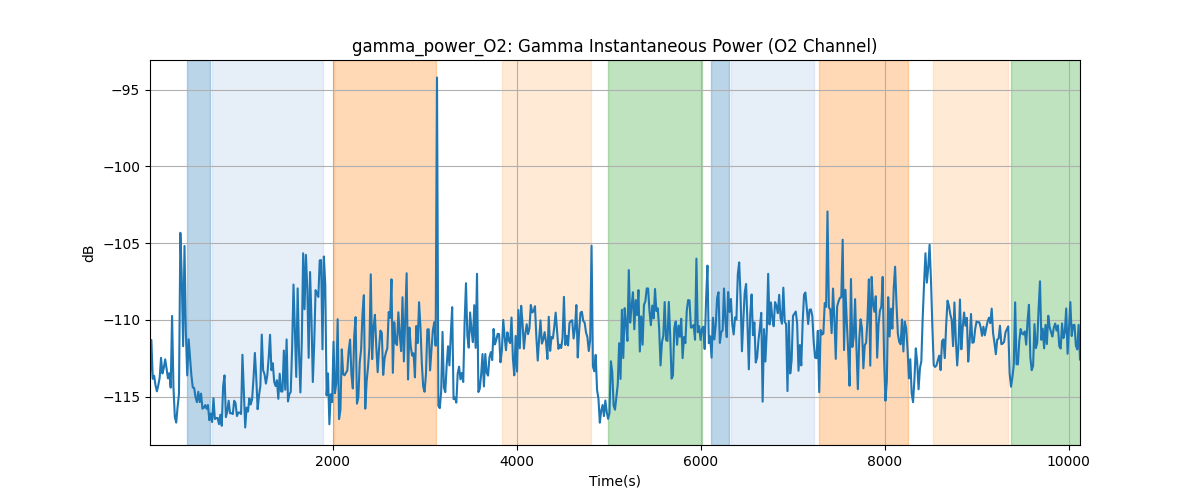 gamma_power_O2: Gamma Instantaneous Power (O2 Channel)
−95
−100
−105
−110
−115
dB
2000 4000 6000 8000 10000
Time(s)